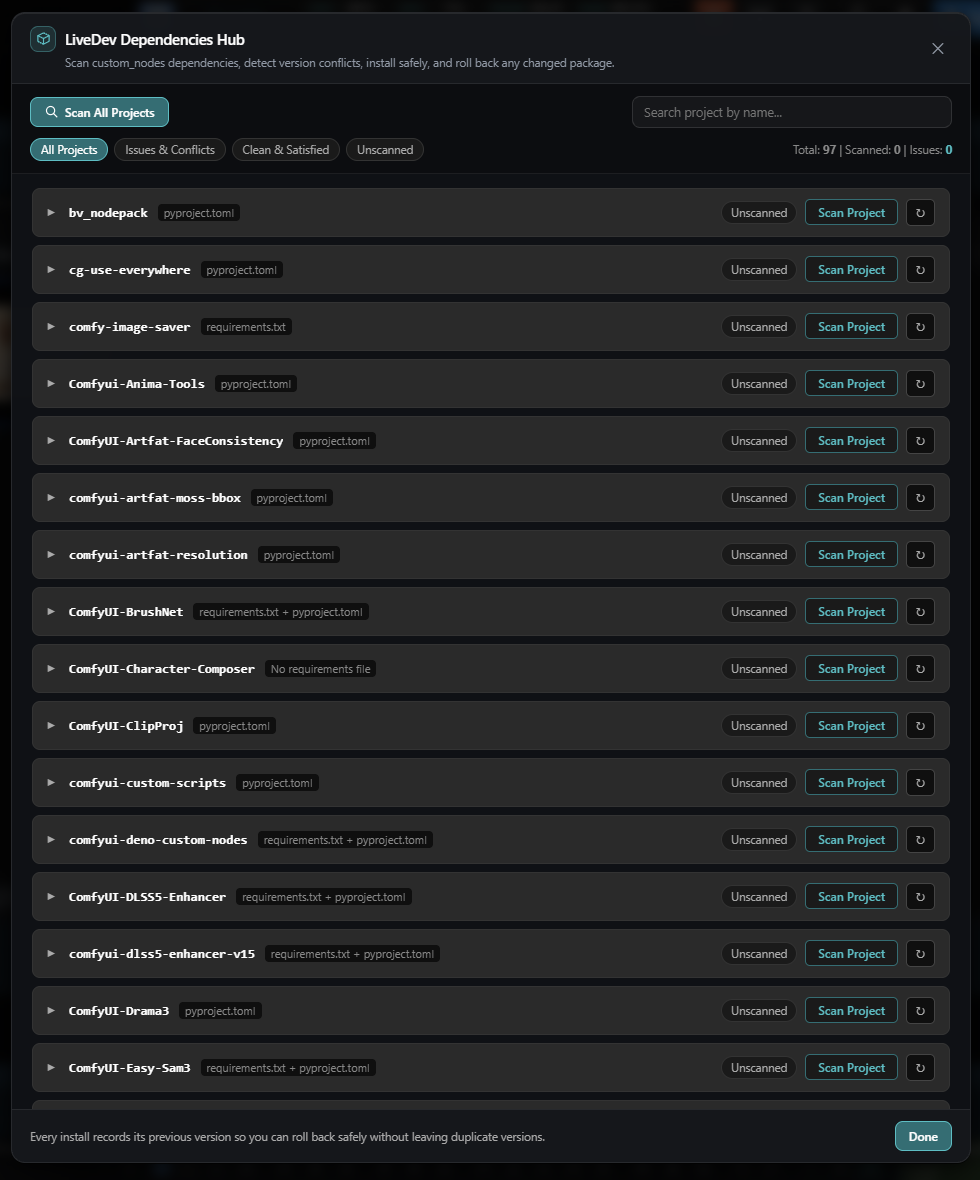 LiveDev Dependencies Hub
Scan custom_nodes dependencies, detect version conflicts, install safely, and roll back any changed package.
Scan All Projects
Search project by name...
All Projects Issues & Conflicts Clean & Satisfied Unscanned Total: 97 | Scanned: 0 | Issues: 0
bv_nodepack pyproject.toml Unscanned Scan Project
cg-use-everywhere pyproject.toml Unscanned Scan Project
comfy-image-saver requirements.txt Unscanned Scan Project
Comfyui-Anima-Tools pyproject.toml Unscanned Scan Project
ComfyUI-Artfat-FaceConsistency pyproject.toml Unscanned Scan Project
comfyui-artfat-moss-bbox pyproject.toml Unscanned Scan Project
comfyui-artfat-resolution pyproject.toml Unscanned Scan Project
ComfyUI-BrushNet requirements.txt + pyproject.toml Unscanned Scan Project
ComfyUI-Character-Composer No requirements file Unscanned Scan Project
ComfyUI-ClipProj pyproject.toml Unscanned Scan Project
comfyui-custom-scripts pyproject.toml Unscanned Scan Project
comfyui-deno-custom-nodes requirements.txt + pyproject.toml Unscanned Scan Project
ComfyUI-DLSS5-Enhancer requirements.txt + pyproject.toml Unscanned Scan Project
comfyui-dlss5-enhancer-v15 requirements.txt + pyproject.toml Unscanned Scan Project
ComfyUI-Drama3 pyproject.toml Unscanned Scan Project
ComfyUI-Easy-Sam3 requirements.txt + pyproject.toml Unscanned Scan Project
Every install records its previous version so you can roll back safely without leaving duplicate versions.
Done